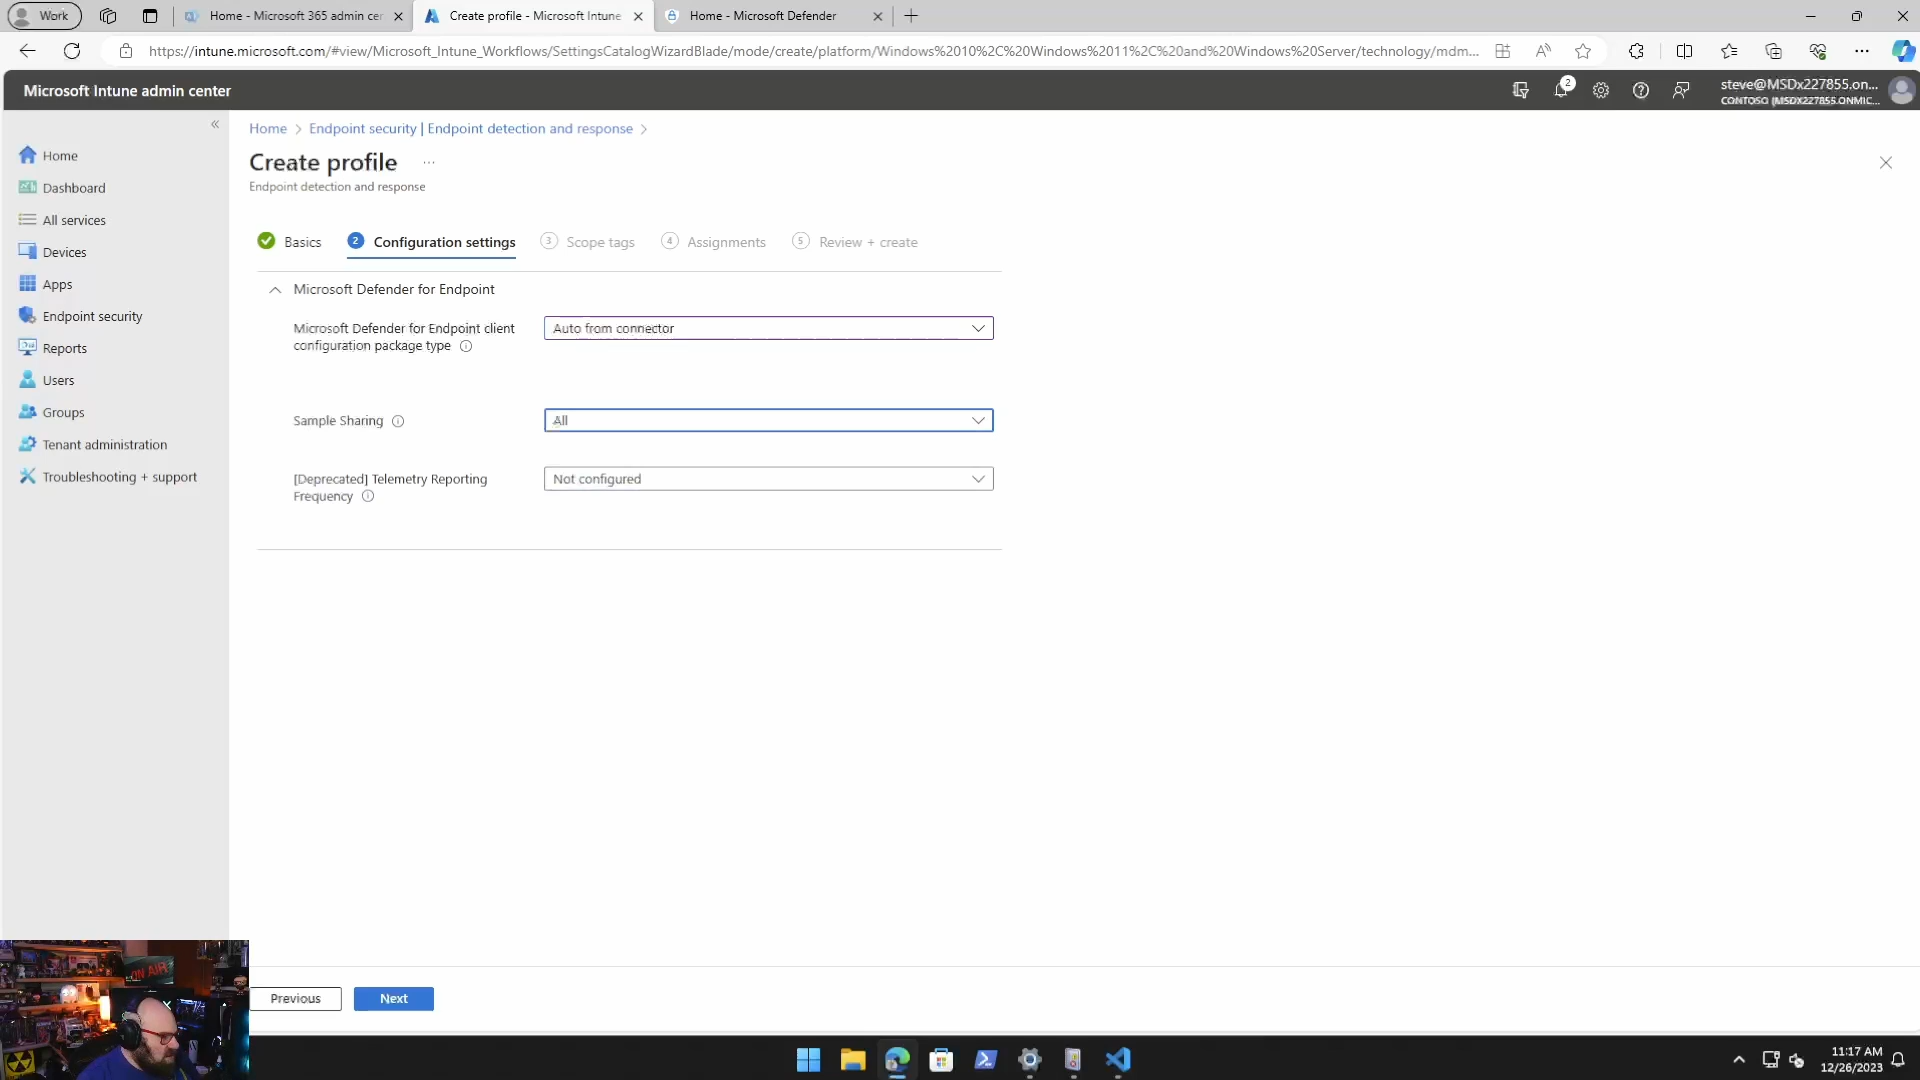 Work
Home - Microsoft 365 admin cer
Create profile - Microsoft Intune
Home - Microsoft Defender
https://intune.microsoft.com/#view/Microsoft_Intune_Workflows/SettingsCatalogWizardBlade/mode/create/platform/Windows%2010%2C%20Windows%2011%2C%20and%20Windows%20Server/technology/mdm...
Microsoft Intune admin center
2
steve@MSDx227855.on...
CONTOSO (MSDX227855.ONMIC...
Home
Dashboard
All services
Devices
Apps
Endpoint security
Reports
Users
Groups
Tenant administration
Troubleshooting + support
Home > Endpoint security | Endpoint detection and response >
Create profile ...
Endpoint detection and response
Basics
2 Configuration settings
3 Scope tags
4 Assignments
5 Review + create
Microsoft Defender for Endpoint
Microsoft Defender for Endpoint client
configuration package type
Auto from connector
Sample Sharing
All
[Deprecated] Telemetry Reporting
Frequency
Not configured
ON AIR
Previous
Next
11:17 AM
12/26/2023